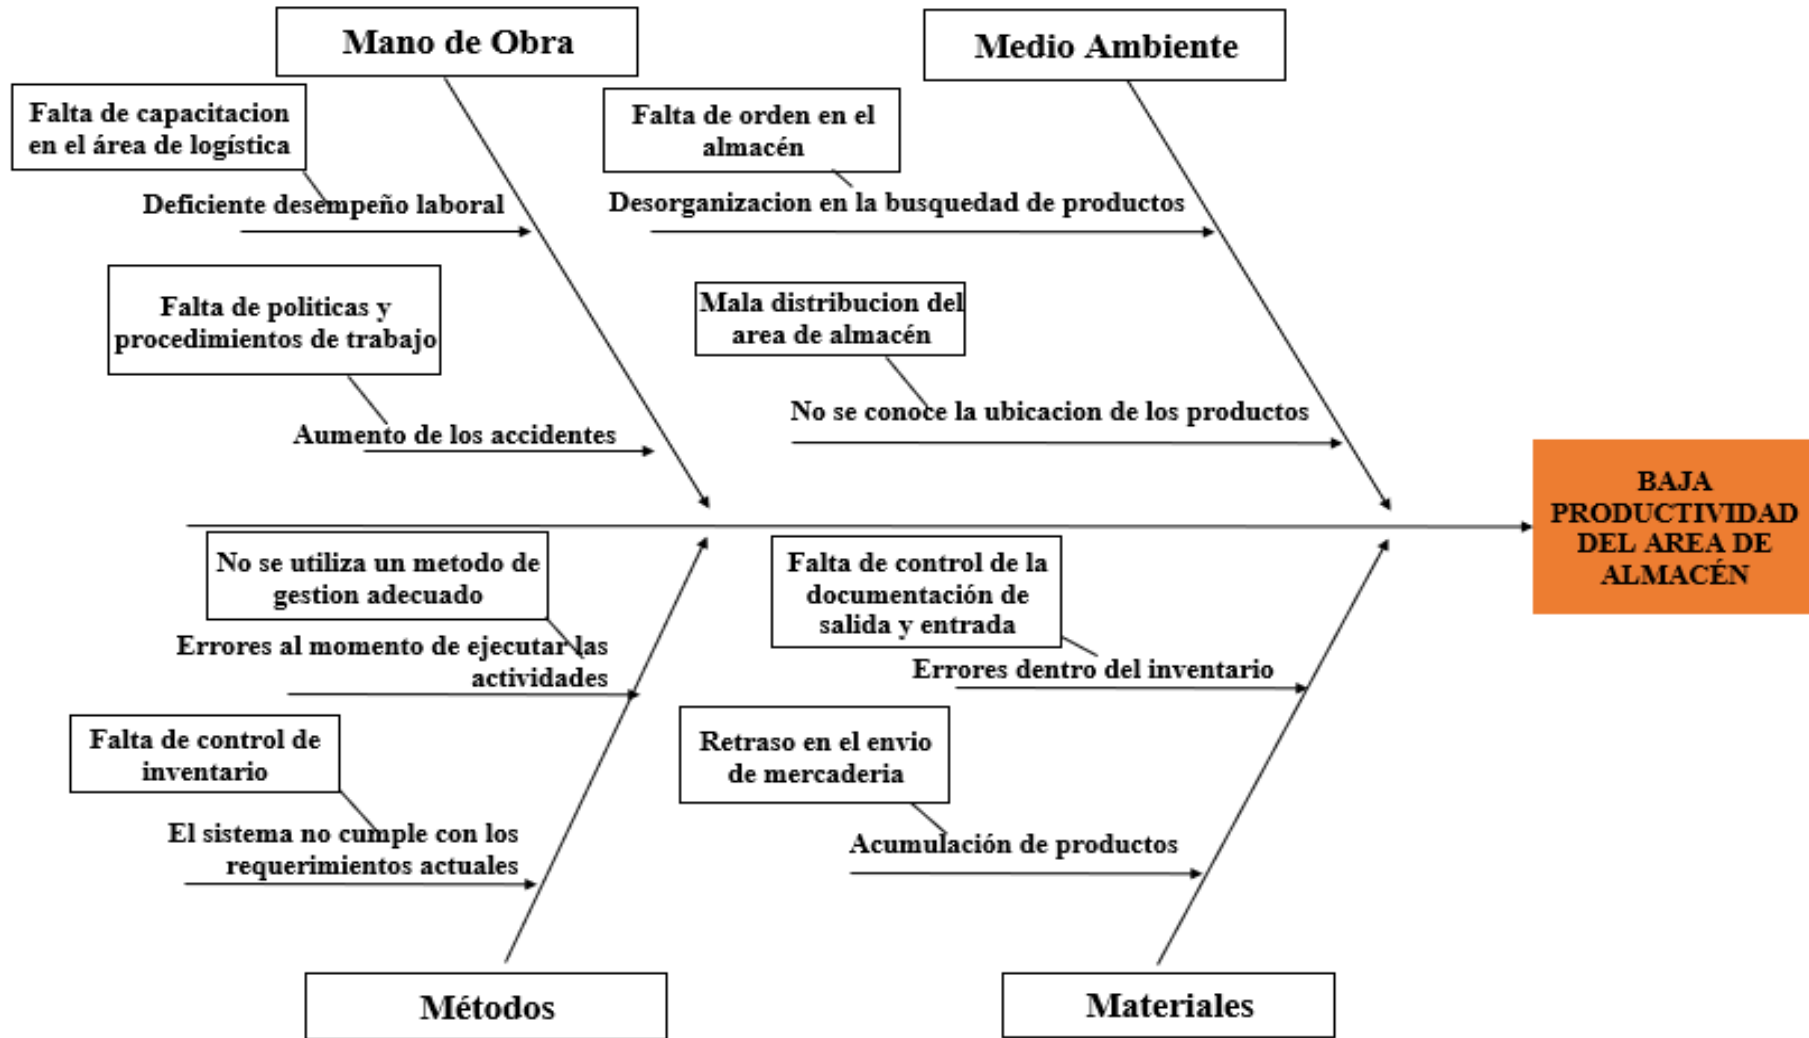 Mano de Obra
Medio Ambiente
Falta de capacitacion
en el área de logística
Deficiente desempeño laboral
Falta de politicas y
procedimientos de trabajo
Aumento de los accidentes
Falta de orden en el
almacén
Desorganizacion en la busquedad de productos
Mala distribucion del
area de almacén
No se conoce la ubicacion de los productos
BAJA
PRODUCTIVIDAD
DEL AREA DE
ALMACÉN
No se utiliza un metodo de
gestion adecuado
Errores al momento de ejecutar las
actividades
Falta de control de
inventario
El sistema no cumple con los
requerimientos actuales
Falta de control de la
documentación de
salida y entrada
Errores dentro del inventario
Retraso en el envio
de mercaderia
Acumulación de productos
Métodos
Materiales